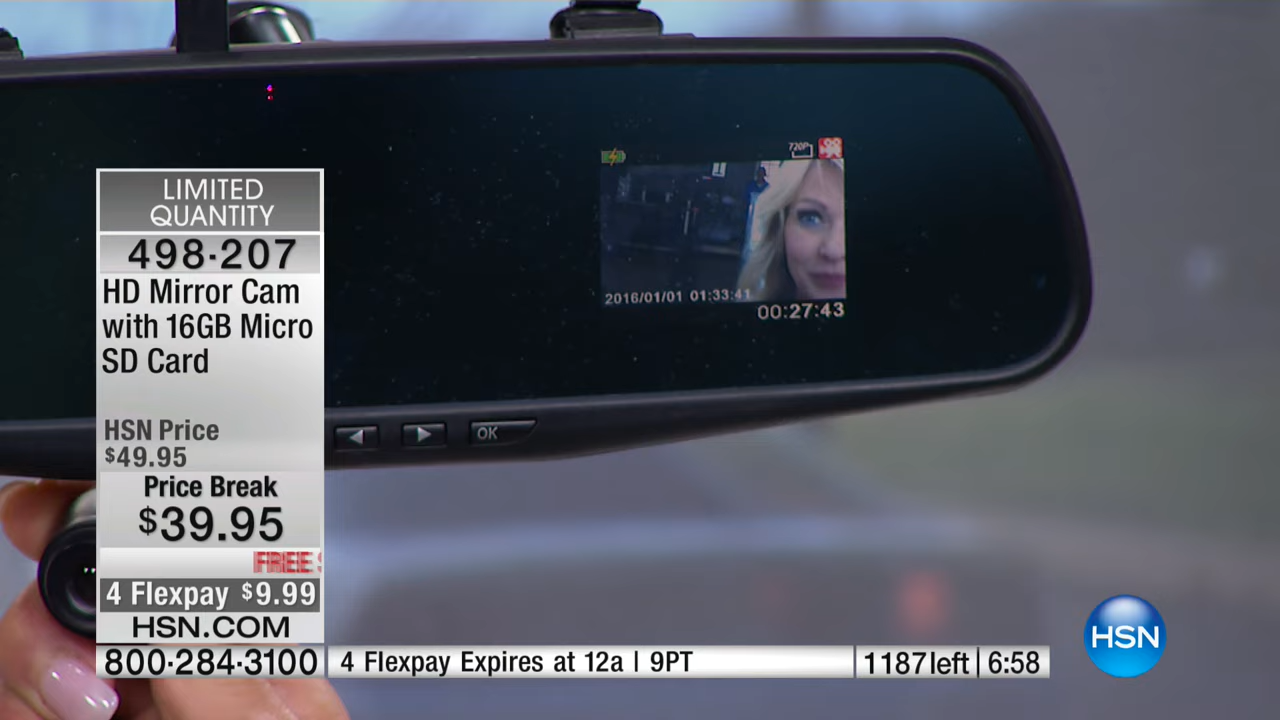 LIMITED
QUANTITY
498·207
HD Mirror Cam
with 16GB Micro
SD Card
HSN Price
$49.95
Price Break
$39.95
FREE
4 Flexpay $9.99
HSN.COM
800·284·3100
4 Flexpay Expires at 12a | 9PT
1187left | 6:58
HSN
720P
2016/01/01 01:33:41
00:27:43
OK